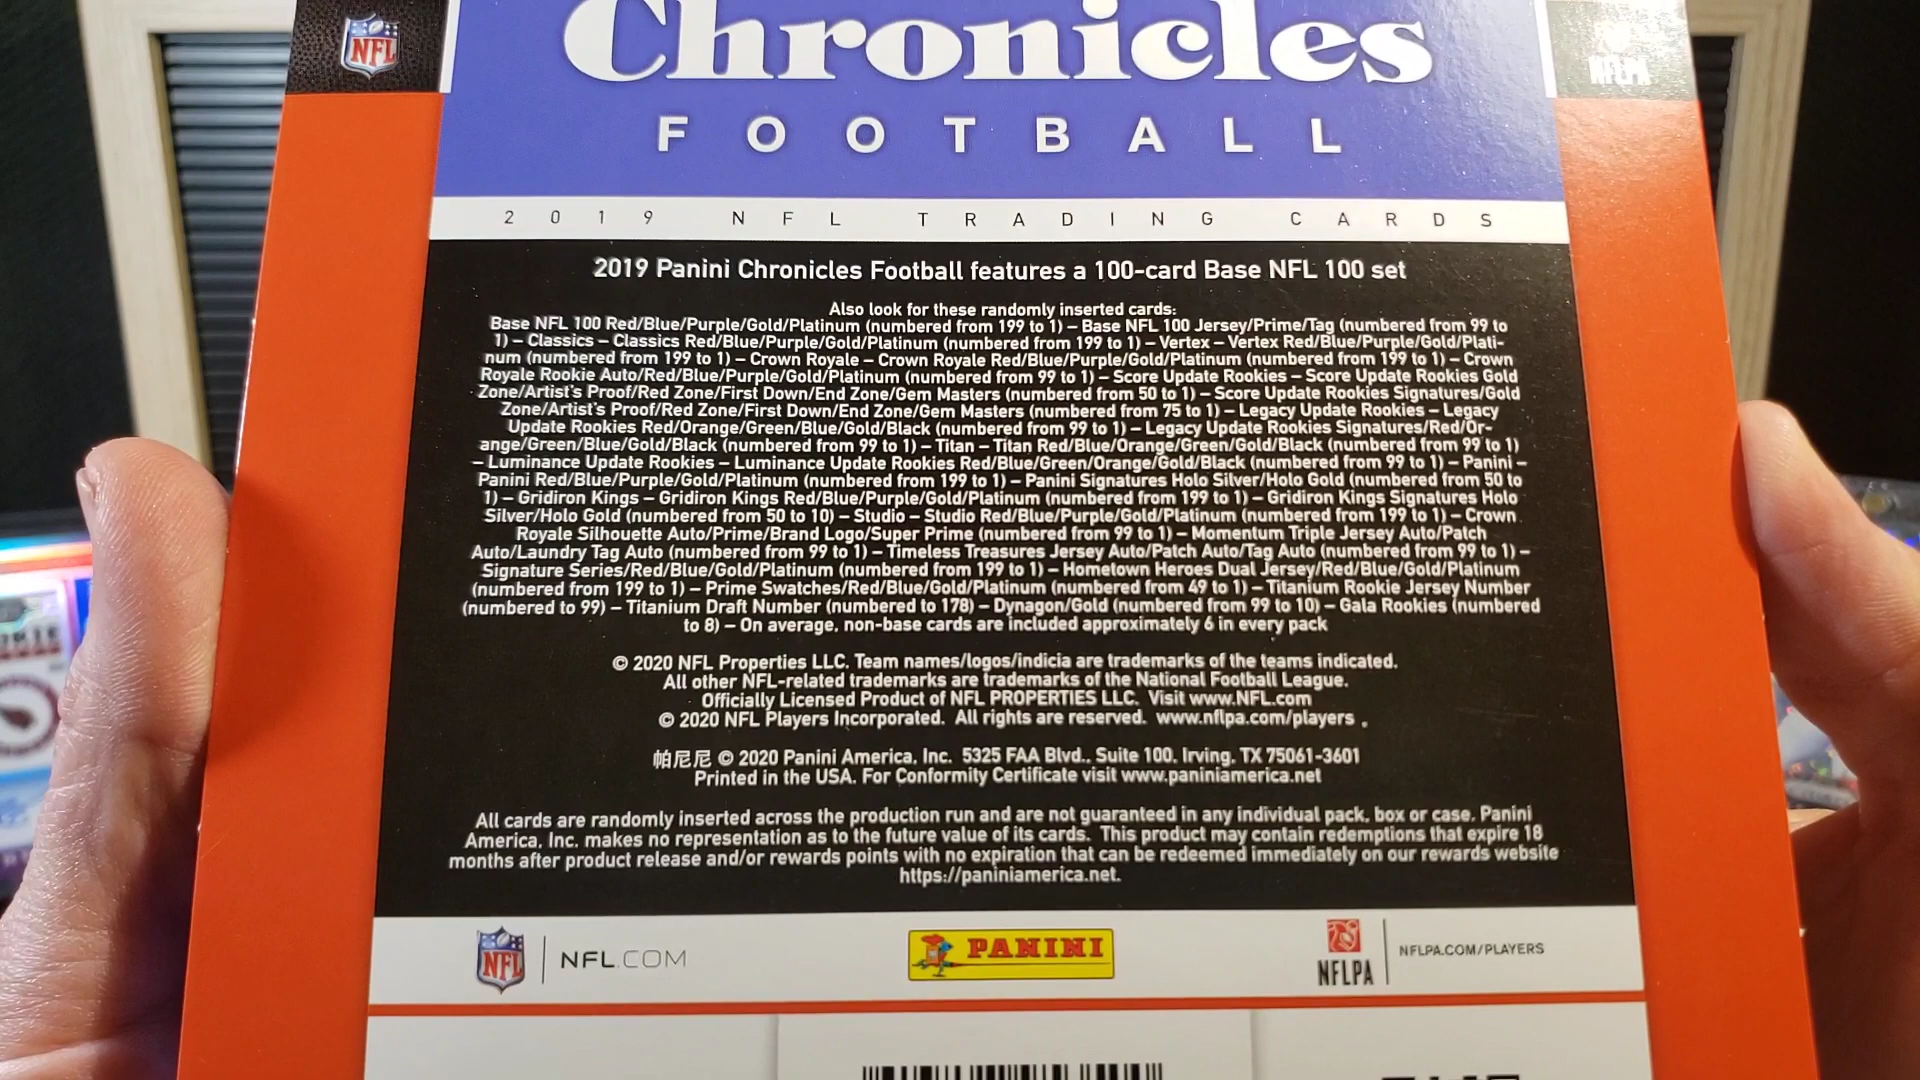 NFL
Chronicles
NFLPA
FOOTBALL
2019 NFL TRADING CARDS
2019 Panini Chronicles Football features a 100-card Base NFL 100 set
Also look for these randomly inserted cards:
Base NFL 100 Red/Blue/Purple/Gold/Platinum (numbered from 199 to 1) – Base NFL 100 Jersey/Prime/Tag (numbered from 99 to
1) – Classics – Classics Red/Blue/Purple/Gold/Platinum (numbered from 199 to 1) – Vertex – Vertex Red/Blue/Purple/Gold/Plati-
num (numbered from 199 to 1) – Crown Royale – Crown Royale Red/Blue/Purple/Gold/Platinum (numbered from 199 to 1) – Crown
Royale Rookie Auto/Red/Blue/Purple/Gold/Platinum (numbered from 99 to 1) – Score Update Rookies – Score Update Rookies Gold
Zone/Artist's Proof/Red Zone/First Down/End Zone/Gem Masters (numbered from 50 to 1) – Score Update Rookies Signatures/Gold
Zone/Artist's Proof/Red Zone/First Down/End Zone/Gem Masters (numbered from 75 to 1) – Legacy Update Rookies – Legacy
Update Rookies Red/Orange/Green/Blue/Gold/Black (numbered from 99 to 1) – Legacy Update Rookies Signatures/Red/Or-
ange/Green/Blue/Gold/Black (numbered from 99 to 1) – Titan – Titan Red/Blue/Orange/Green/Gold/Black (numbered from 99 to 1)
– Luminance Update Rookies – Luminance Update Rookies Red/Blue/Green/Orange/Gold/Black (numbered from 99 to 1) – Panini –
Panini Red/Blue/Purple/Gold/Platinum (numbered from 199 to 1) – Panini Signatures Holo Silver/Holo Gold (numbered from 50 to
1) – Gridiron Kings – Gridiron Kings Red/Blue/Purple/Gold/Platinum (numbered from 199 to 1) – Gridiron Kings Signatures Holo
Silver/Holo Gold (numbered from 50 to 10) – Studio – Studio Red/Blue/Purple/Gold/Platinum (numbered from 199 to 1) – Crown
Royale Silhouette Auto/Prime/Brand Logo/Super Prime (numbered from 99 to 1) – Momentum Triple Jersey Auto/Patch
Auto/Laundry Tag Auto (numbered from 99 to 1) – Timeless Treasures Jersey Auto/Patch Auto/Tag Auto (numbered from 99 to 1) –
Signature Series/Red/Blue/Gold/Platinum (numbered from 199 to 1) – Hometown Heroes Dual Jersey/Red/Blue/Gold/Platinum
(numbered from 199 to 1) – Prime Swatches/Red/Blue/Gold/Platinum (numbered from 49 to 1) – Titanium Rookie Jersey Number
(numbered to 99) – Titanium Draft Number (numbered to 178) – Dynagon/Gold (numbered from 99 to 10) – Gala Rookies (numbered
to 8) – On average, non-base cards are included approximately 6 in every pack
© 2020 NFL Properties LLC. Team names/logos/indicia are trademarks of the teams indicated.
All other NFL-related trademarks are trademarks of the National Football League.
Officially Licensed Product of NFL PROPERTIES LLC. Visit www.NFL.com
© 2020 NFL Players Incorporated. All rights are reserved. www.nflpa.com/players .
帕尼尼 © 2020 Panini America, Inc. 5325 FAA Blvd., Suite 100, Irving, TX 75061-3601
Printed in the USA. For Conformity Certificate visit www.paniniamerica.net
All cards are randomly inserted across the production run and are not guaranteed in any individual pack, box or case. Panini
America, Inc. makes no representation as to the future value of its cards. This product may contain redemptions that expire 18
months after product release and/or rewards points with no expiration that can be redeemed immediately on our rewards website
https://paniniamerica.net.
NFL NFL.COM PANINI NFLPA NFLPA.COM/PLAYERS